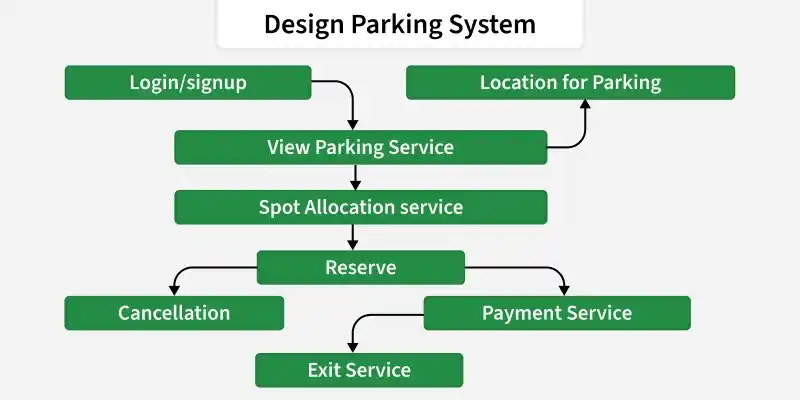 Design Parking System
Login/signup
Location for Parking
View Parking Service
Spot Allocation service
Reserve
Cancellation
Payment Service
Exit Service